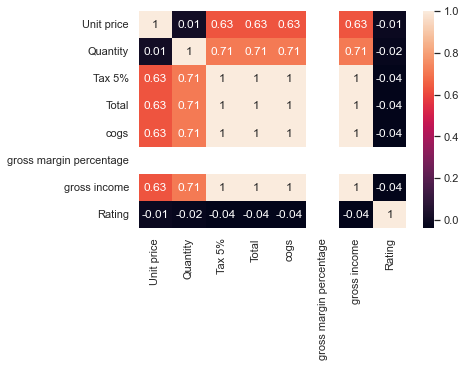 Unit price 1 0.01 0.63 0.63 0.63 0.63 -0.01
Quantity 0.01 1 0.71 0.71 0.71 0.71 -0.02
Tax 5% 0.63 0.71 1 1 1 1 -0.04
Total 0.63 0.71 1 1 1 1 -0.04
cogs 0.63 0.71 1 1 1 1 -0.04
gross margin percentage
gross income 0.63 0.71 1 1 1 1 -0.04
Rating -0.01 -0.02 -0.04 -0.04 -0.04 -0.04 1
Unit price
Quantity
Tax 5%
Total
cogs
gross margin percentage
gross income
Rating
1.0
0.8
0.6
0.4
0.2
0.0